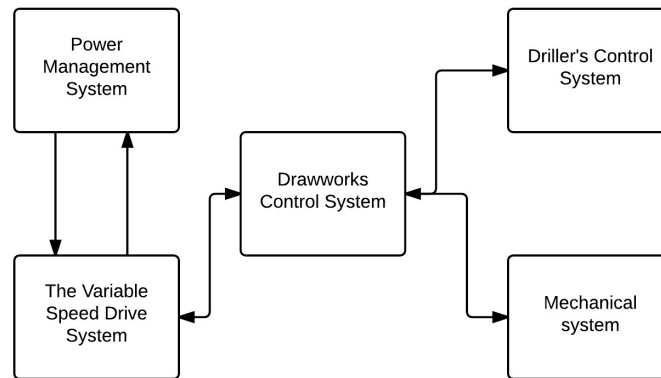 Power
Management
System
Driller's Control
System
Drawworks
Control System
The Variable
Speed Drive
System
Mechanical
system